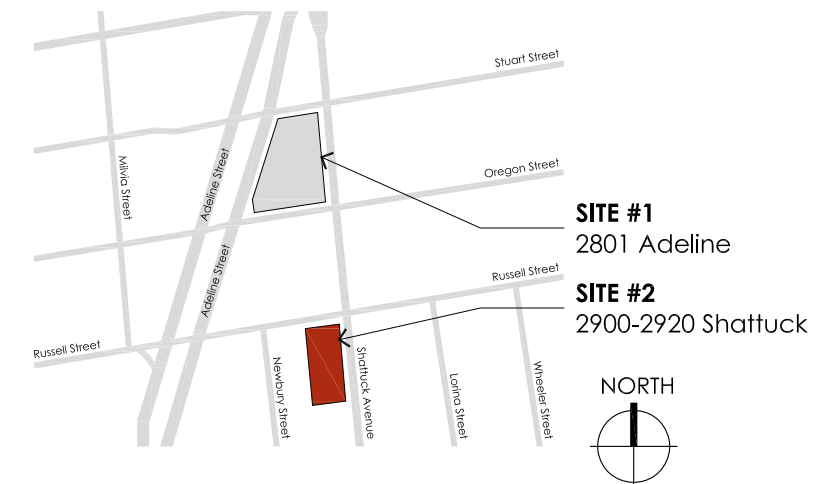 Stuart Street
Milvia Street
Adeline Street
Oregon Street
SITE #1
2801 Adeline
Adeline Street
Russell Street
SITE #2
2900-2920 Shattuck
Russell Street
Newbury Street
Shattuck Avenue
Lorina Street
Wheeler Street
NORTH